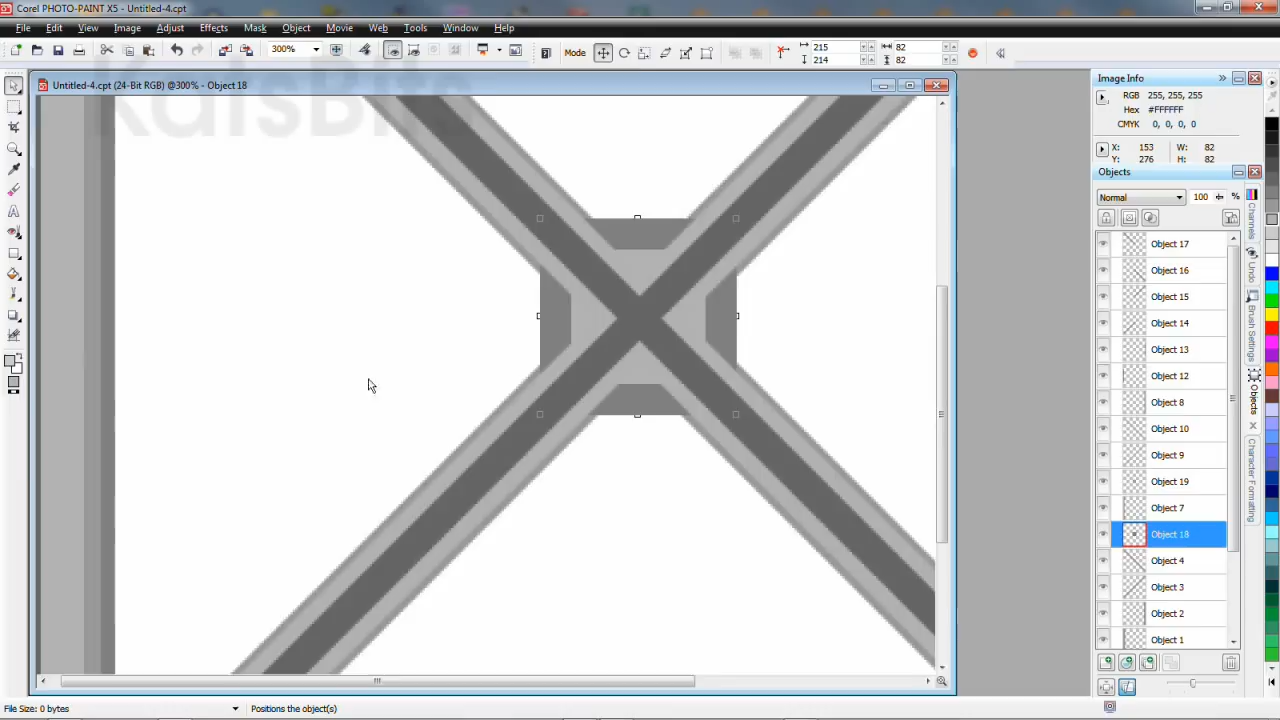 Corel PHOTO-PAINT X5 - Untitled-4.cpt
File Edit View Image Adjust Effects Mask Object Movie Web Tools Window Help
300% Mode 215 214 82 82
Untitled-4.cpt (24-Bit RGB) @300% - Object 18
KatsBits
Image Info
RGB 255, 255, 255
Hex #FFFFFF
CMYK 0, 0, 0, 0
X: 153 W: 82
Y: 276 H: 82
Objects
Normal 100 %
Object 17
Object 16
Object 15
Object 14
Object 13
Object 12
Object 8
Object 10
Object 9
Object 19
Object 7
Object 18
Object 4
Object 3
Object 2
Object 1
Channels
Undo
Brush Settings
Objects
Character Formatting
File Size: 0 bytes Positions the object(s)